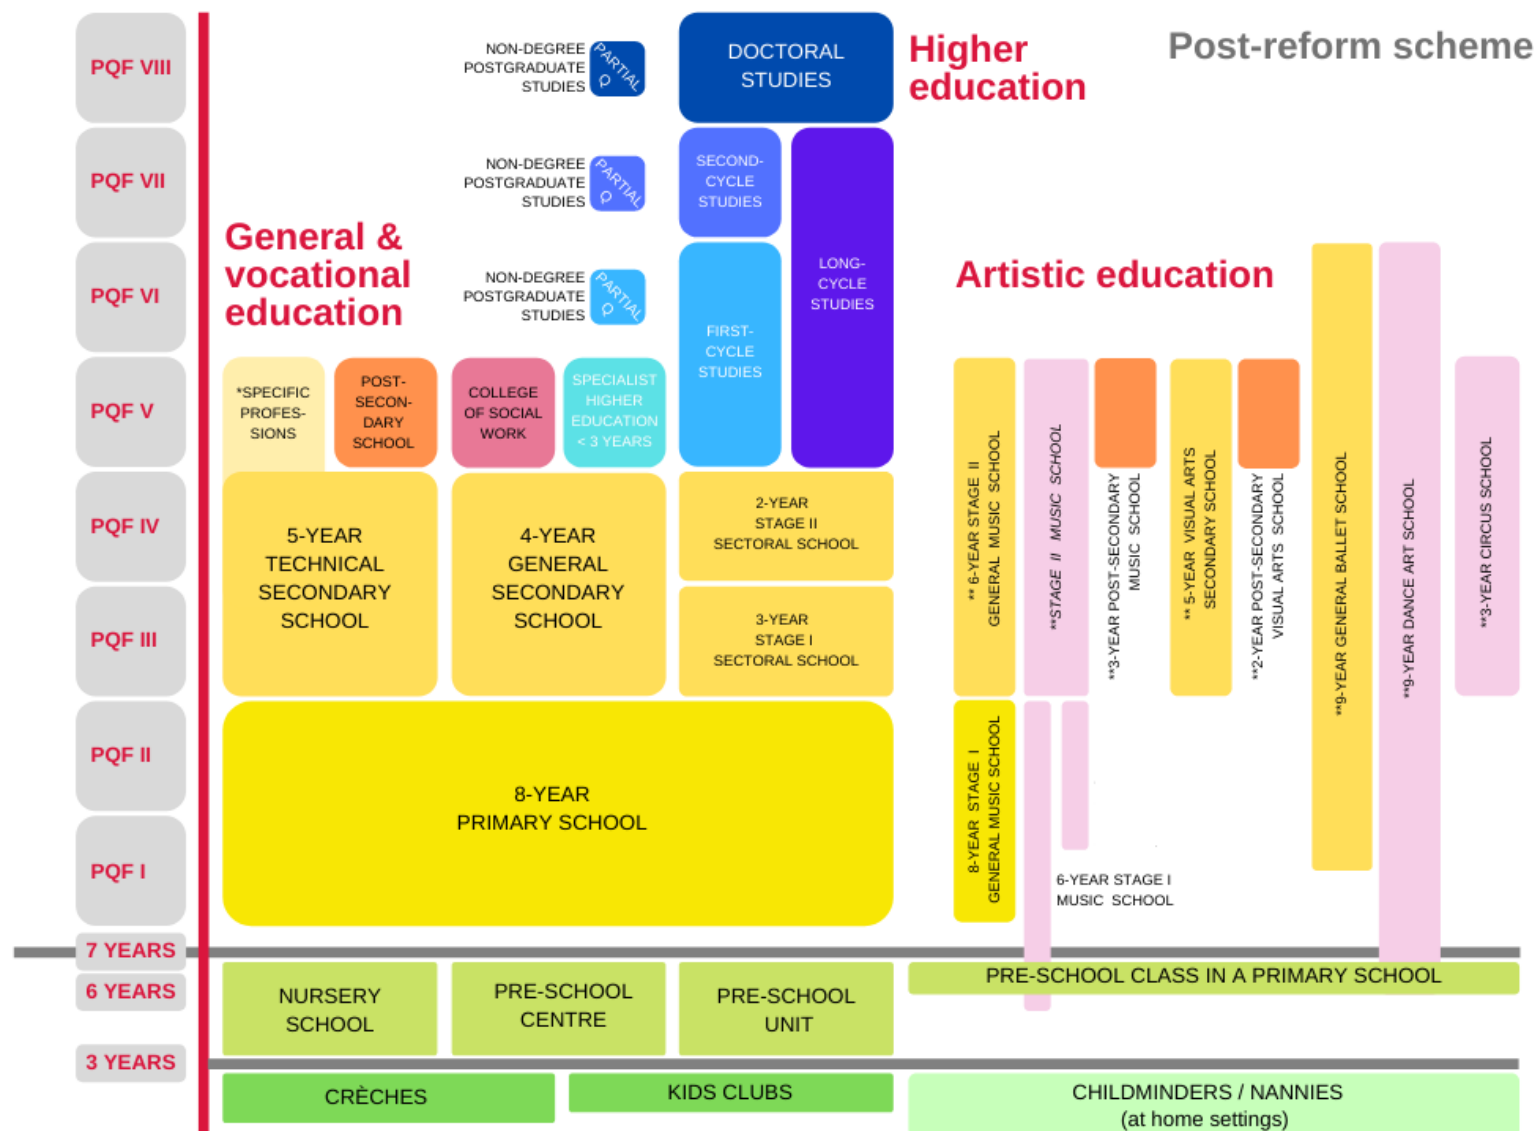 Post-reform scheme
PQF VIII
PQF VII
PQF VI
PQF V
PQF IV
PQF III
PQF II
PQF I
7 YEARS
6 YEARS
3 YEARS
General &
vocational
education
NON-DEGREE
POSTGRADUATE
STUDIES
PARTIAL
Q
NON-DEGREE
POSTGRADUATE
STUDIES
PARTIAL
Q
NON-DEGREE
POSTGRADUATE
STUDIES
PARTIAL
Q
DOCTORAL
STUDIES
Higher
education
SECOND-
CYCLE
STUDIES
LONG-
CYCLE
STUDIES
FIRST-
CYCLE
STUDIES
*SPECIFIC
PROFES-
SIONS
POST-
SECON-
DARY
SCHOOL
COLLEGE
OF SOCIAL
WORK
SPECIALIST
HIGHER
EDUCATION
< 3 YEARS
5-YEAR
TECHNICAL
SECONDARY
SCHOOL
4-YEAR
GENERAL
SECONDARY
SCHOOL
2-YEAR
STAGE II
SECTORAL SCHOOL
3-YEAR
STAGE I
SECTORAL SCHOOL
8-YEAR
PRIMARY SCHOOL
Artistic education
** 6-YEAR STAGE II
GENERAL MUSIC SCHOOL
**STAGE II MUSIC SCHOOL
**3-YEAR POST-SECONDARY
MUSIC SCHOOL
** 5-YEAR VISUAL ARTS
SECONDARY SCHOOL
**2-YEAR POST-SECONDARY
VISUAL ARTS SCHOOL
**9-YEAR GENERAL BALLET SCHOOL
**9-YEAR DANCE ART SCHOOL
**3-YEAR CIRCUS SCHOOL
8-YEAR STAGE I
GENERAL MUSIC SCHOOL
6-YEAR STAGE I
MUSIC SCHOOL
NURSERY
SCHOOL
PRE-SCHOOL
CENTRE
PRE-SCHOOL
UNIT
PRE-SCHOOL CLASS IN A PRIMARY SCHOOL
CRÈCHES
KIDS CLUBS
CHILDMINDERS / NANNIES
(at home settings)